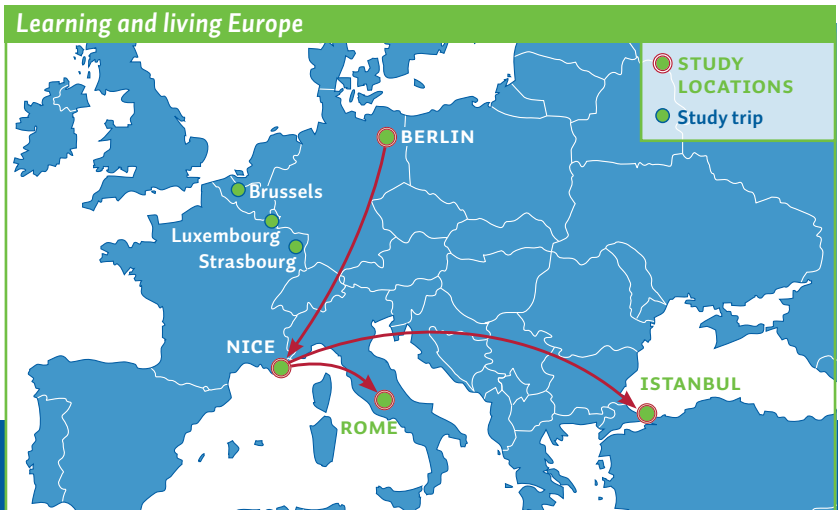 Learning and living Europe
STUDY
LOCATIONS
Study trip
BERLIN
Brussels
Luxembourg
Strasbourg
NICE
ISTANBUL
ROME